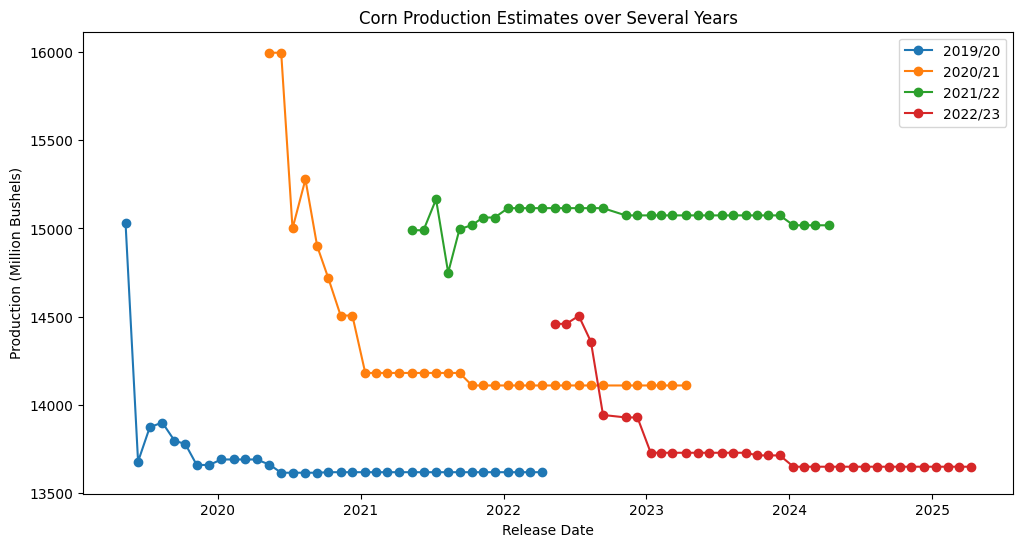 Corn Production Estimates over Several Years
2019/20
2020/21
2021/22
2022/23
16000
15500
15000
14500
14000
13500
Production (Million Bushels)
2020 2021 2022 2023 2024 2025
Release Date